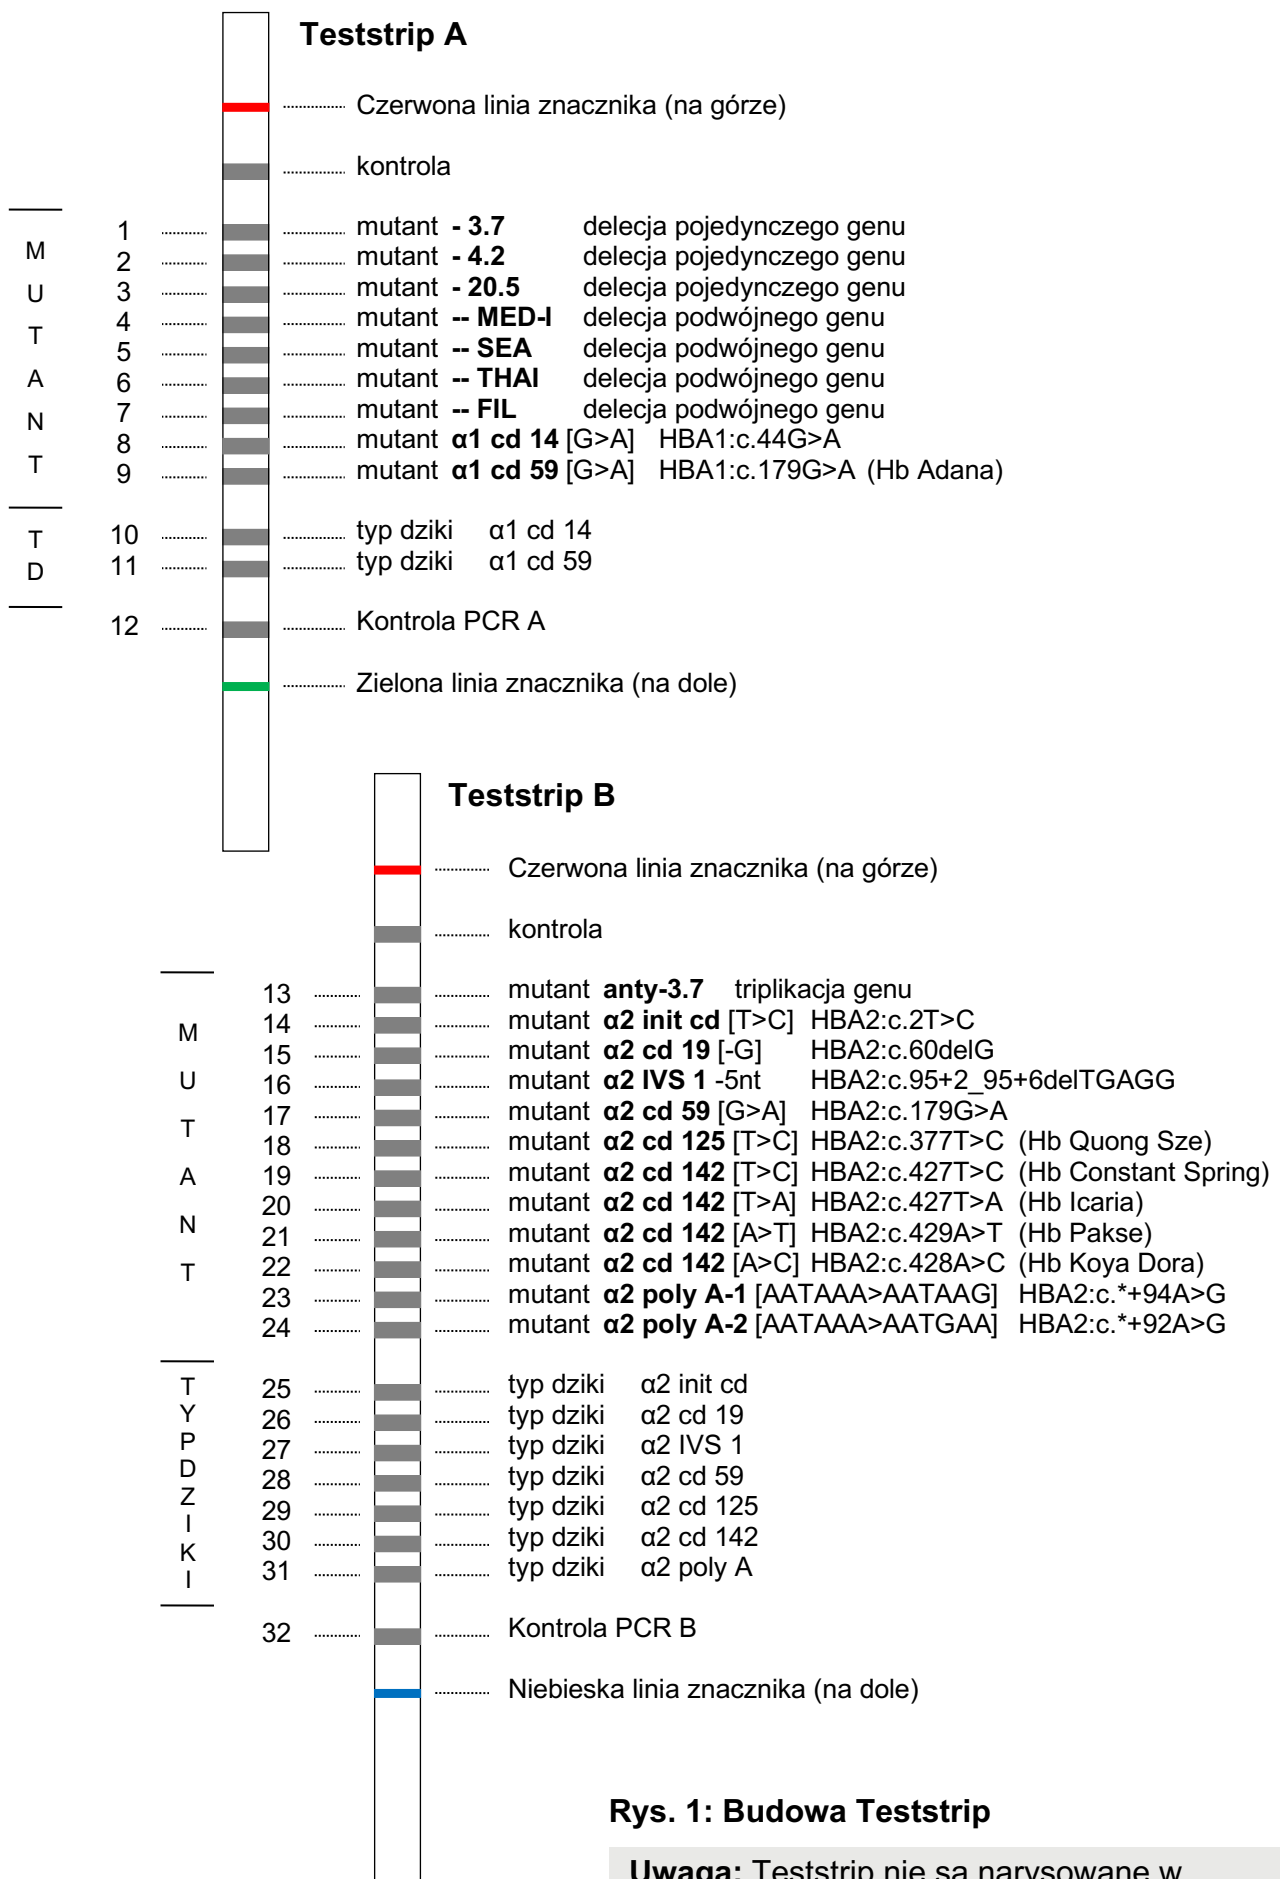 Teststrip A
Czerwona linia znacznika (na górze)
kontrola
M U T A N T
1 mutant - 3.7 delecja pojedynczego genu
2 mutant - 4.2 delecja pojedynczego genu
3 mutant - 20.5 delecja pojedynczego genu
4 mutant -- MED-I delecja podwójnego genu
5 mutant -- SEA delecja podwójnego genu
6 mutant -- THAI delecja podwójnego genu
7 mutant -- FIL delecja podwójnego genu
8 mutant α1 cd 14 [G>A] HBA1:c.44G>A
9 mutant α1 cd 59 [G>A] HBA1:c.179G>A (Hb Adana)
T D
10 typ dziki α1 cd 14
11 typ dziki α1 cd 59
12 Kontrola PCR A
Zielona linia znacznika (na dole)
Teststrip B
Czerwona linia znacznika (na górze)
kontrola
M U T A N T
13 mutant anty-3.7 triplikacja genu
14 mutant α2 init cd [T>C] HBA2:c.2T>C
15 mutant α2 cd 19 [-G] HBA2:c.60delG
16 mutant α2 IVS 1 -5nt HBA2:c.95+2_95+6delTGAGG
17 mutant α2 cd 59 [G>A] HBA2:c.179G>A
18 mutant α2 cd 125 [T>C] HBA2:c.377T>C (Hb Quong Sze)
19 mutant α2 cd 142 [T>C] HBA2:c.427T>C (Hb Constant Spring)
20 mutant α2 cd 142 [T>A] HBA2:c.427T>A (Hb Icaria)
21 mutant α2 cd 142 [A>T] HBA2:c.429A>T (Hb Pakse)
22 mutant α2 cd 142 [A>C] HBA2:c.428A>C (Hb Koya Dora)
23 mutant α2 poly A-1 [AATAAA>AATAAG] HBA2:c.*+94A>G
24 mutant α2 poly A-2 [AATAAA>AATGAA] HBA2:c.*+92A>G
T Y P D Z I K I
25 typ dziki α2 init cd
26 typ dziki α2 cd 19
27 typ dziki α2 IVS 1
28 typ dziki α2 cd 59
29 typ dziki α2 cd 125
30 typ dziki α2 cd 142
31 typ dziki α2 poly A
32 Kontrola PCR B
Niebieska linia znacznika (na dole)
Rys. 1: Budowa Teststrip
Uwaga: Teststrip nie są narysowane w